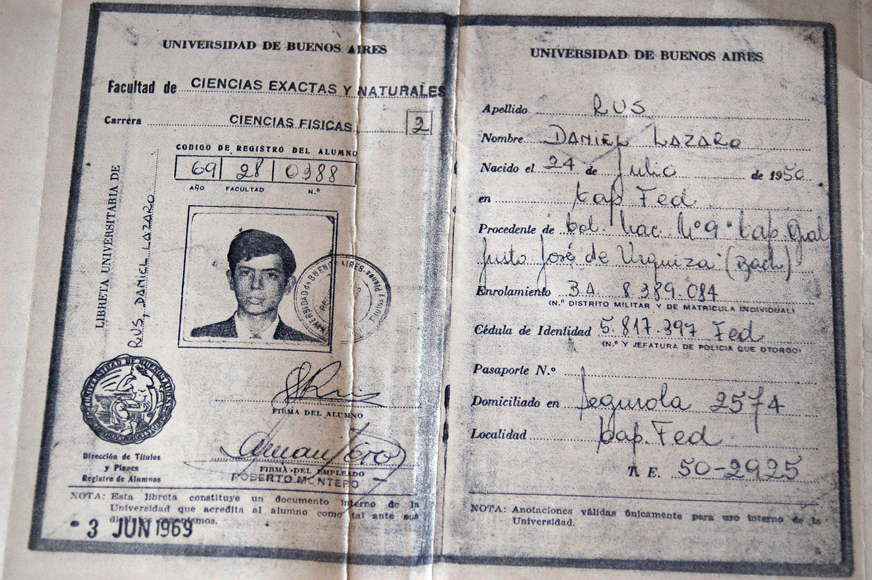 UNIVERSIDAD DE BUENOS AIRES
Facultad de CIENCIAS EXACTAS Y NATURALES
Carrera CIENCIAS FISICAS 2
CODIGO DE REGISTRO DEL ALUMNO
69 28 0388
AÑO FACULTAD N.º
LIBRETA UNIVERSITARIA DE
RUS, DANIEL LAZARO
UNIVERSIDAD DE BUENOS AIRES
FIRMA DEL ALUMNO
FIRMA DEL EMPLEADO
ROBERTO MONTERO
Dirección de Títulos
y Planes
Registro de Alumnos
NOTA: Esta libreta constituye un documento interno de la
Universidad que acredita al alumno como tal ante sus
3 JUN 1969
UNIVERSIDAD DE BUENOS AIRES
Apellido RUS
Nombre DANIEL LAZARO
Nacido el 24 de Julio de 1950
en Cap Fed
Procedente de Col. Nac. Nº 9 "Cap. Gral
Justo José de Urquiza" (Bach)
Enrolamiento B.A. 8.389.084
(N.º DISTRITO MILITAR Y DE MATRICULA INDIVIDUAL)
Cédula de Identidad 5.817.397 Fed
(N.º Y JEFATURA DE POLICIA QUE OTORGO)
Pasaporte N.º
Domiciliado en Segurola 2574
Localidad Cap. Fed
T. E. 50-2925
NOTA: Anotaciones válidas únicamente para uso interno de la
Universidad.